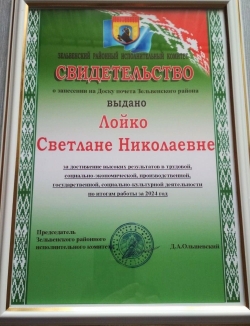 ЗЕЛЬВЕНСКИЙ РАЙОННЫЙ ИСПОЛНИТЕЛЬНЫЙ КОМИТЕТ
СВИДЕТЕЛЬСТВО
о занесении на Доску почета Зельвенского района
ВЫДАНО
Лойко
Светлане Николаевне
за достижение высоких результатов в трудовой,
социально-экономической, производственной,
государственной, социально-культурной деятельности
по итогам работы за 2024 год
Председатель
Зельвенского районного
исполнительного комитета
Д.А.Ольшевский